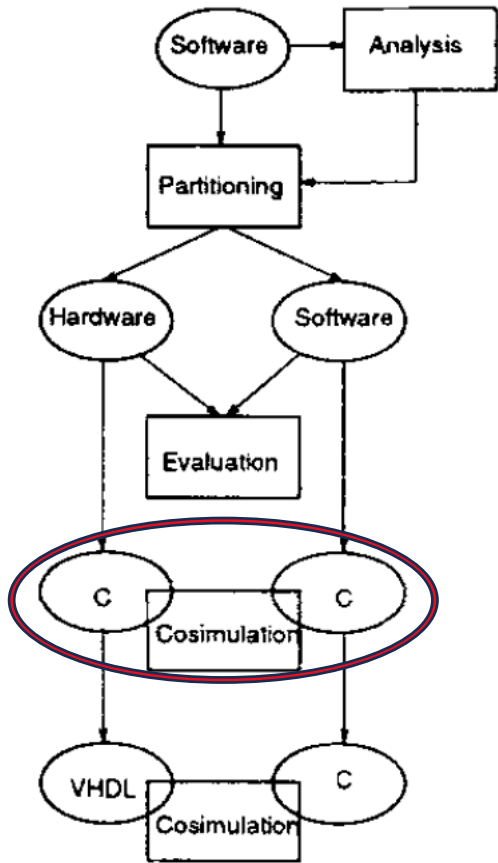 Software
Analysis
Partitioning
Hardware
Software
Evaluation
C
Cosimulation
C
VHDL
Cosimulation
C